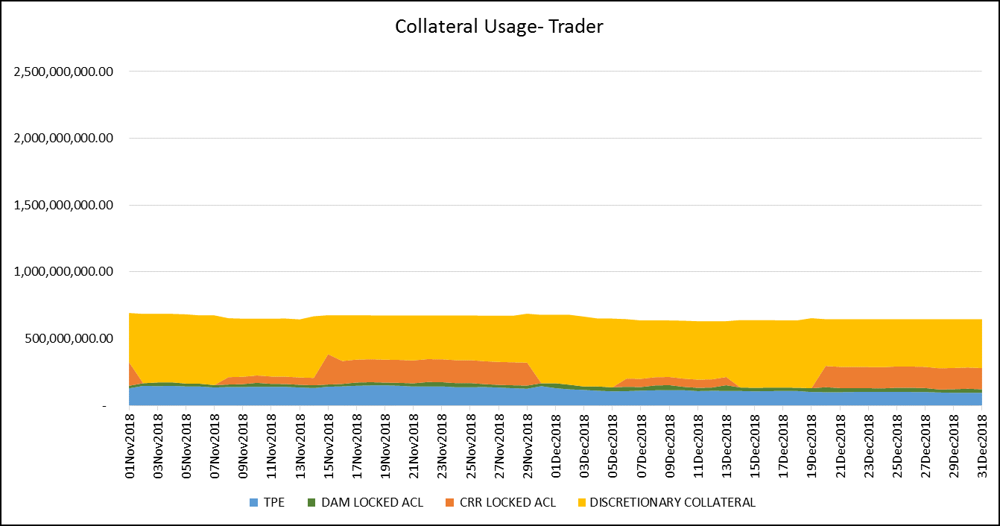 Collateral Usage- Trader
2,500,000,000.00
2,000,000,000.00
1,500,000,000.00
1,000,000,000.00
500,000,000.00
-
01Nov2018
03Nov2018
05Nov2018
07Nov2018
09Nov2018
11Nov2018
13Nov2018
15Nov2018
17Nov2018
19Nov2018
21Nov2018
23Nov2018
25Nov2018
27Nov2018
29Nov2018
01Dec2018
03Dec2018
05Dec2018
07Dec2018
09Dec2018
11Dec2018
13Dec2018
15Dec2018
17Dec2018
19Dec2018
21Dec2018
23Dec2018
25Dec2018
27Dec2018
29Dec2018
31Dec2018
TPE DAM LOCKED ACL CRR LOCKED ACL DISCRETIONARY COLLATERAL